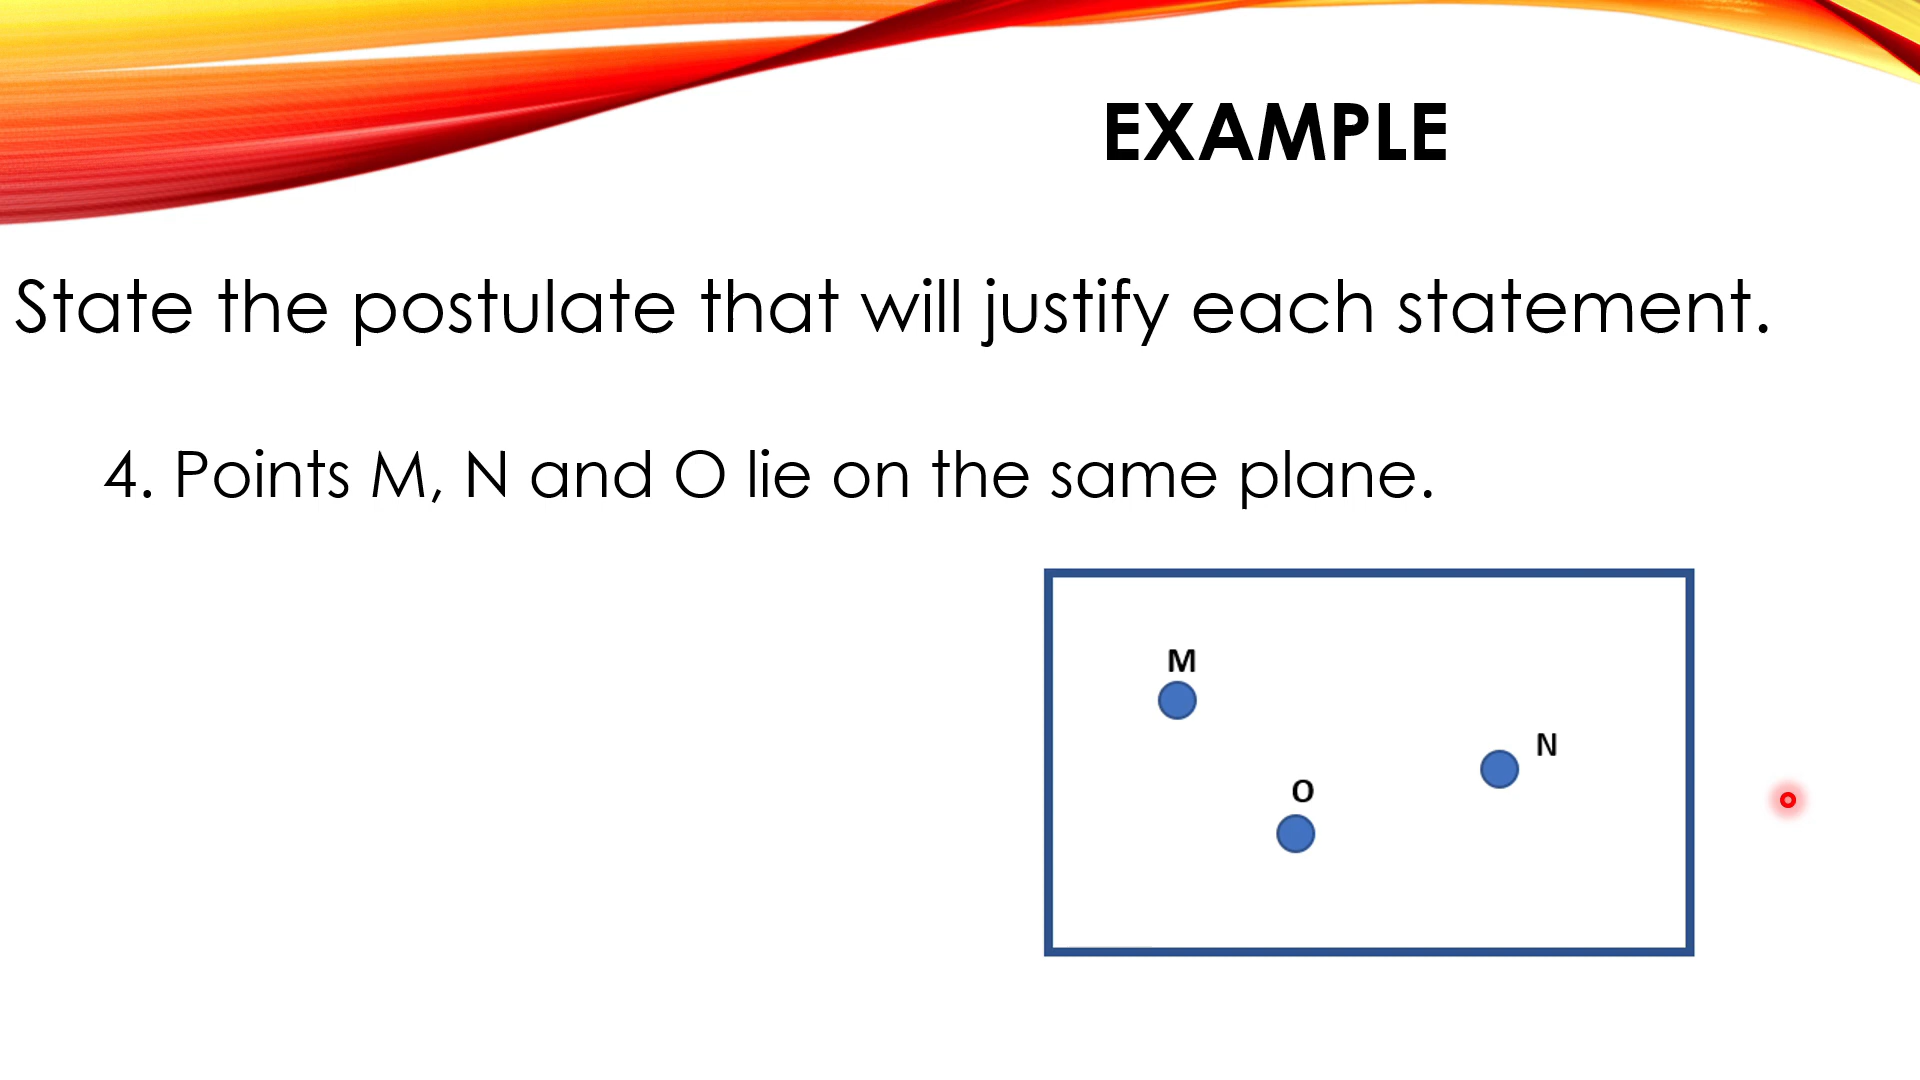 EXAMPLE
State the postulate that will justify each statement.
4. Points M, N and O lie on the same plane.
M
N
O